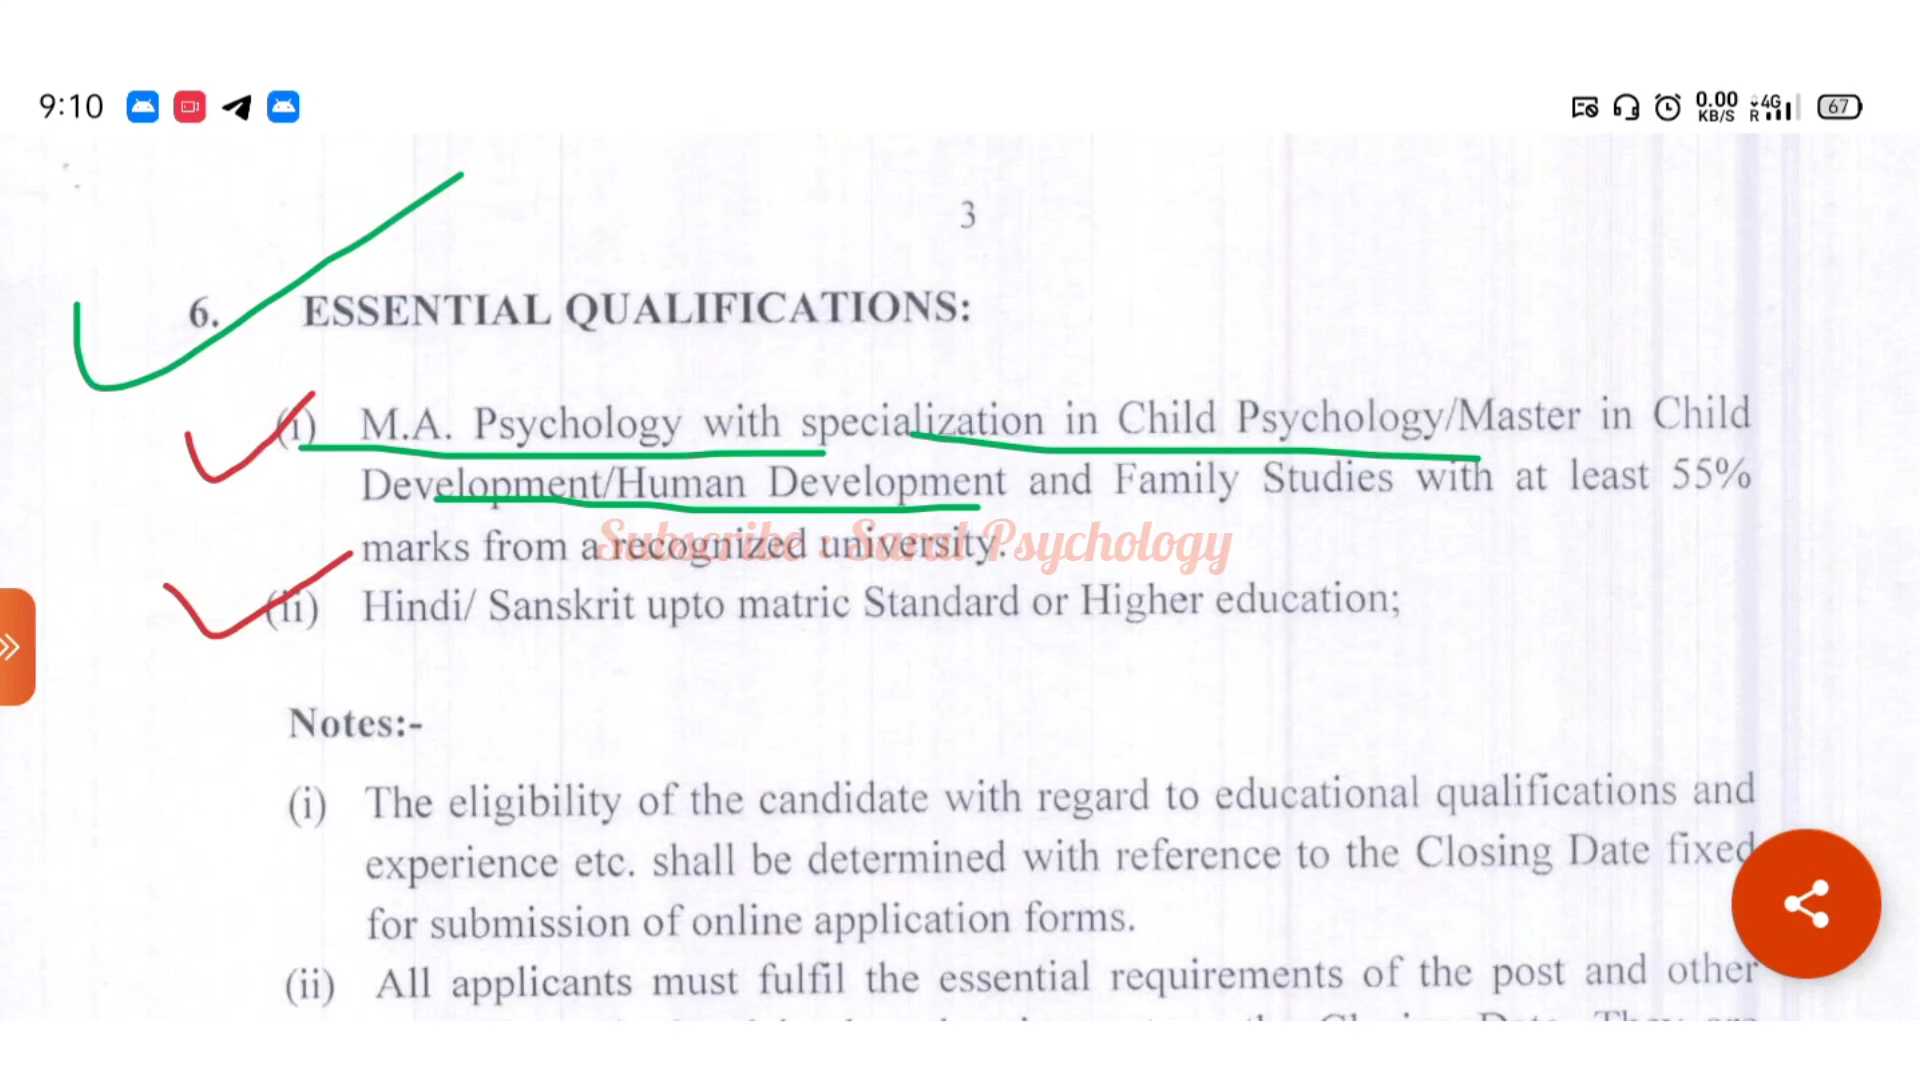 9:10
0.00 KB/S 4G R 67
3
6. ESSENTIAL QUALIFICATIONS:
(i) M.A. Psychology with specialization in Child Psychology/Master in Child
Development/Human Development and Family Studies with at least 55%
marks from a recognized university.
Subscribe : Saral Psychology
(ii) Hindi/ Sanskrit upto matric Standard or Higher education;
Notes:-
(i) The eligibility of the candidate with regard to educational qualifications and
experience etc. shall be determined with reference to the Closing Date fixed
for submission of online application forms.
(ii) All applicants must fulfil the essential requirements of the post and other